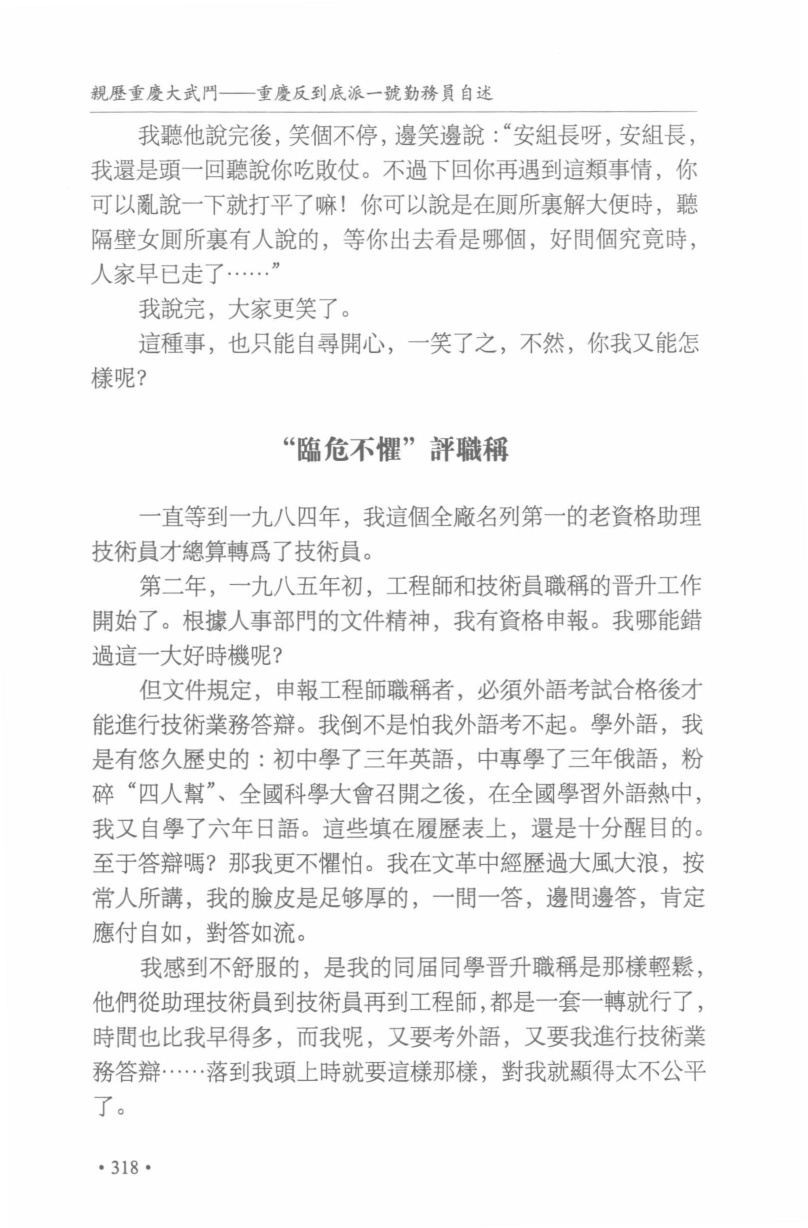 親歷重慶大武鬥——重慶反到底派一號勤務員自述
我聽他說完後，笑個不停，邊笑邊說：“安組長呀，安組長，
我還是頭一回聽說你吃敗仗。不過下回你再遇到這類事情，你
可以亂說一下就打平了嘛！你可以說是在厠所裏解大便時，聽
隔壁女厠所裏有人說的，等你出去看是哪個，好問個究竟時，
人家早已走了……”
我說完，大家更笑了。
這種事，也只能自尋開心，一笑了之，不然，你我又能怎
樣呢？
“臨危不懼”評職稱
一直等到一九八四年，我這個全廠名列第一的老資格助理
技術員才總算轉爲了技術員。
第二年，一九八五年初，工程師和技術員職稱的晋升工作
開始了。根據人事部門的文件精神，我有資格申報。我哪能錯
過這一大好時機呢？
但文件規定，申報工程師職稱者，必須外語考試合格後才
能進行技術業務答辯。我倒不是怕我外語考不起。學外語，我
是有悠久歷史的：初中學了三年英語，中專學了三年俄語，粉
碎“四人幫”、全國科學大會召開之後，在全國學習外語熱中，
我又自學了六年日語。這些填在履歷表上，還是十分醒目的。
至于答辯嗎？那我更不懼怕。我在文革中經歷過大風大浪，按
常人所講，我的臉皮是足够厚的，一問一答，邊問邊答，肯定
應付自如，對答如流。
我感到不舒服的，是我的同届同學晋升職稱是那樣輕鬆，
他們從助理技術員到技術員再到工程師，都是一套一轉就行了，
時間也比我早得多，而我呢，又要考外語，又要我進行技術業
務答辯……落到我頭上時就要這樣那樣，對我就顯得太不公平
了。
• 318 •